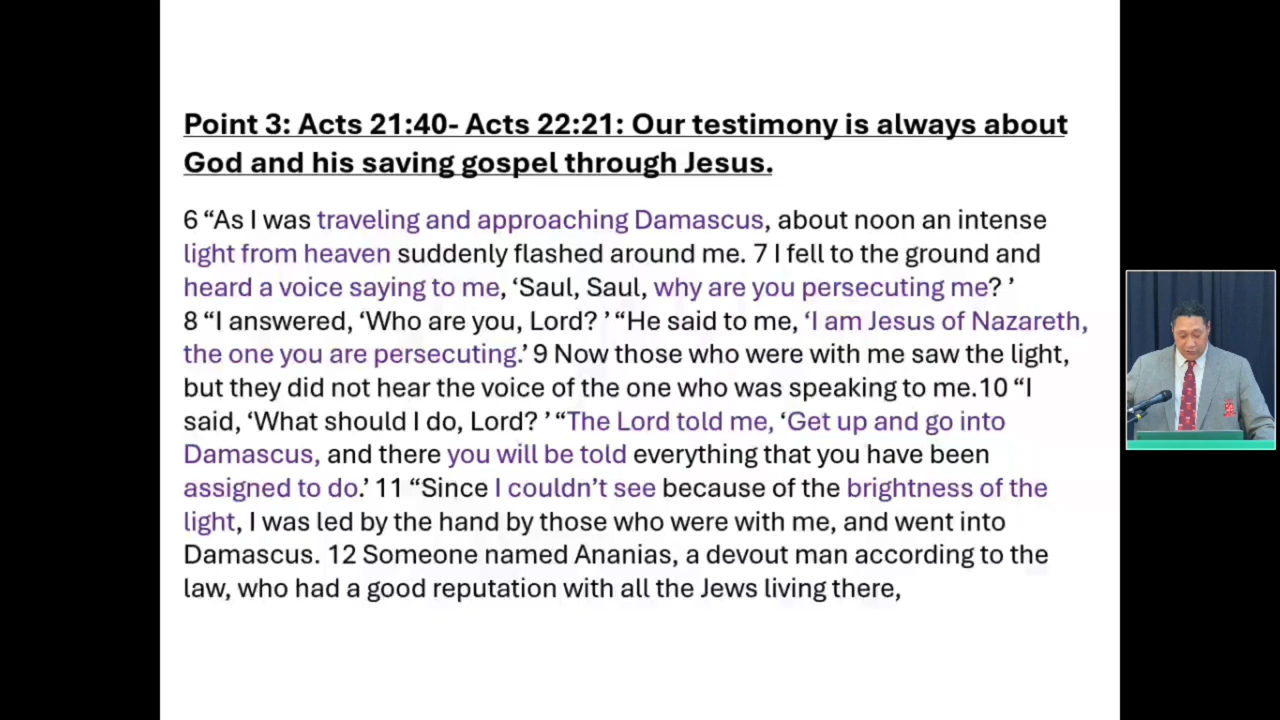 Point 3: Acts 21:40- Acts 22:21: Our testimony is always about
God and his saving gospel through Jesus.
6 “As I was traveling and approaching Damascus, about noon an intense
light from heaven suddenly flashed around me. 7 I fell to the ground and
heard a voice saying to me, ‘Saul, Saul, why are you persecuting me? ’
8 “I answered, ‘Who are you, Lord? ’ “He said to me, ‘I am Jesus of Nazareth,
the one you are persecuting.’ 9 Now those who were with me saw the light,
but they did not hear the voice of the one who was speaking to me.10 “I
said, ‘What should I do, Lord? ’ “The Lord told me, ‘Get up and go into
Damascus, and there you will be told everything that you have been
assigned to do.’ 11 “Since I couldn’t see because of the brightness of the
light, I was led by the hand by those who were with me, and went into
Damascus. 12 Someone named Ananias, a devout man according to the
law, who had a good reputation with all the Jews living there,